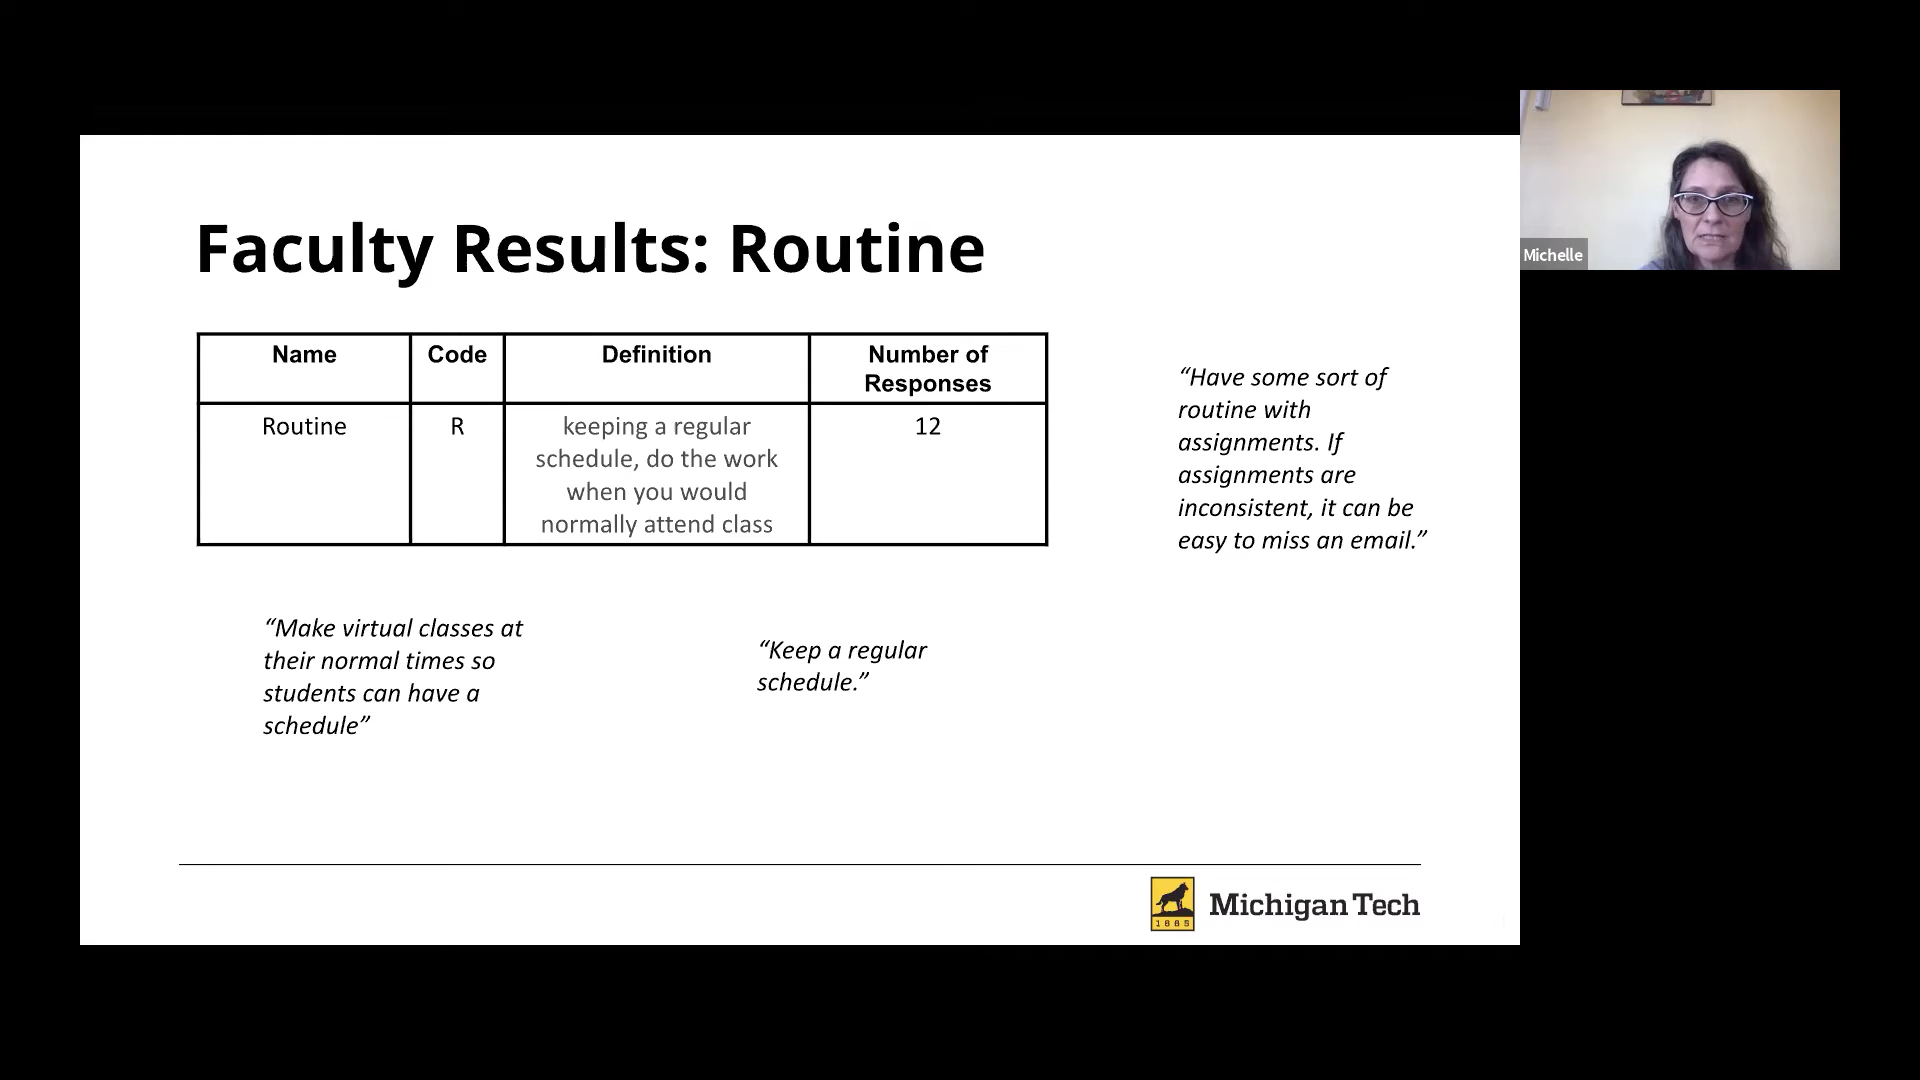 Faculty Results: Routine
Name
Code
Definition
Number of
Responses
Routine
R
keeping a regular
schedule, do the work
when you would
normally attend class
12
“Have some sort of
routine with
assignments. If
assignments are
inconsistent, it can be
easy to miss an email.”
“Make virtual classes at
their normal times so
students can have a
schedule”
“Keep a regular
schedule.”
1885
Michigan Tech
Michelle